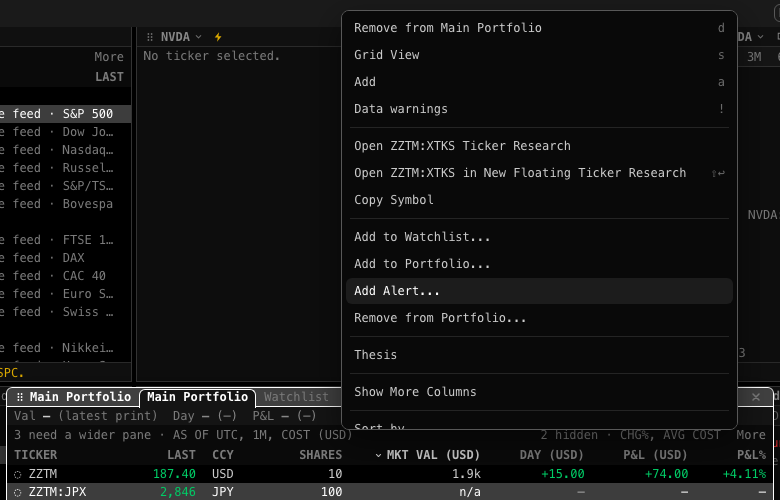 NVDA
No ticker selected.
More
LAST
e feed · S&P 500
e feed · Dow Jo…
e feed · Nasdaq…
e feed · Russel…
e feed · S&P/TS…
e feed · Bovespa
e feed · FTSE 1…
e feed · DAX
e feed · CAC 40
e feed · Euro S…
e feed · Swiss …
e feed · Nikkei…
SPC.
Remove from Main Portfolio d
Grid View s
Add a
Data warnings !
Open ZZTM:XTKS Ticker Research
Open ZZTM:XTKS in New Floating Ticker Research ⇧↵
Copy Symbol
Add to Watchlist...
Add to Portfolio...
Add Alert...
Remove from Portfolio...
Thesis
Show More Columns
Sort by
DA
3M
NVDA
3
Main Portfolio Main Portfolio Watchlist ×
Val — (latest print) Day — (—) P&L — (—)
3 need a wider pane · AS OF UTC, 1M, COST (USD) 2 hidden · CHG%, AVG COST More
TICKER LAST CCY SHARES MKT VAL (USD) DAY (USD) P&L (USD) P&L%
ZZTM 187.40 USD 10 1.9k +15.00 +74.00 +4.11%
ZZTM:JPX 2,846 JPY 100 n/a — — —